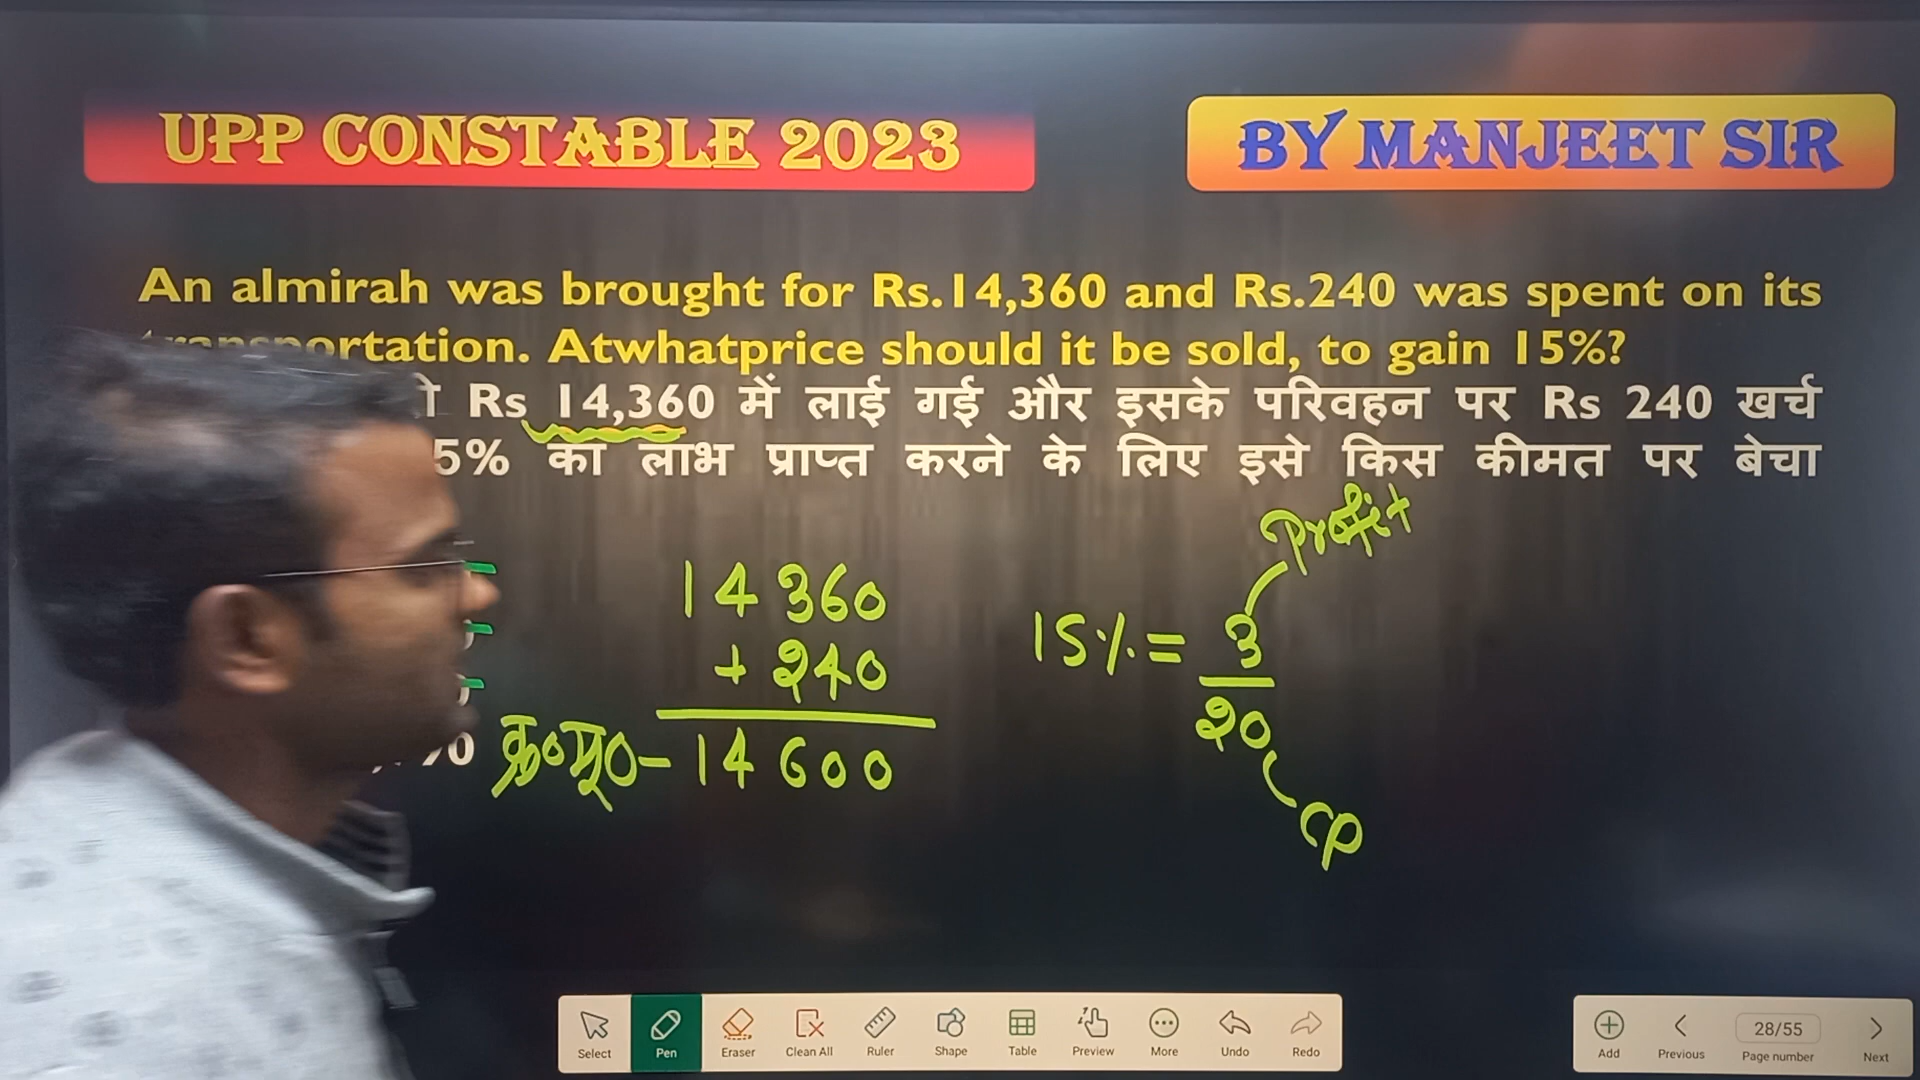 UPP CONSTABLE 2023
BY MANJEET SIR
An almirah was brought for Rs.14,360 and Rs.240 was spent on its
transportation. Atwhatprice should it be sold, to gain 15%?
Rs 14,360 में लाई गई और इसके परिवहन पर Rs 240 खर्च
5% का लाभ प्राप्त करने के लिए इसे किस कीमत पर बेचा
14360
+ 240
क्र०मू०- 14600
Profit
15%= 3
20
CP
Select
Pen
Eraser
Clean All
Ruler
Shape
Table
Preview
More
Undo
Redo
Add
Previous
28/55
Page number
Next